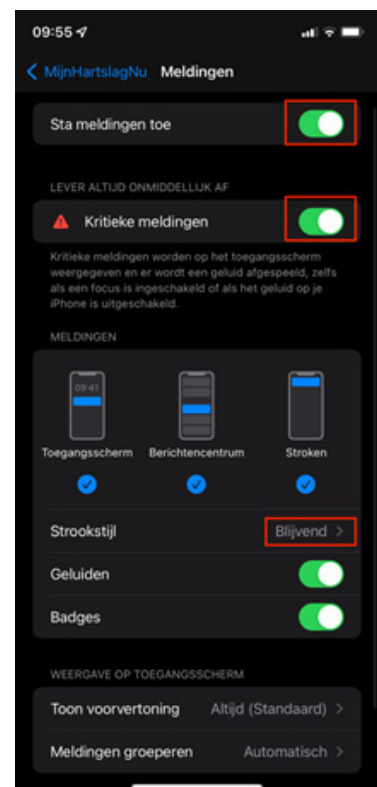 09:55
MijnHartslagNu Meldingen
Sta meldingen toe
LEVER ALTIJD ONMIDDELLIJK AF
Kritieke meldingen
Kritieke meldingen worden op het toegangsscherm
weergegeven en er wordt een geluid afgespeeld, zelfs
als een focus is ingeschakeld of als het geluid op je
iPhone is uitgeschakeld.
MELDINGEN
09:41
Toegangsscherm Berichtencentrum Stroken
Strookstijl Blijvend
Geluiden
Badges
WEERGAVE OP TOEGANGSSCHERM
Toon voorvertoning Altijd (Standaard)
Meldingen groeperen Automatisch